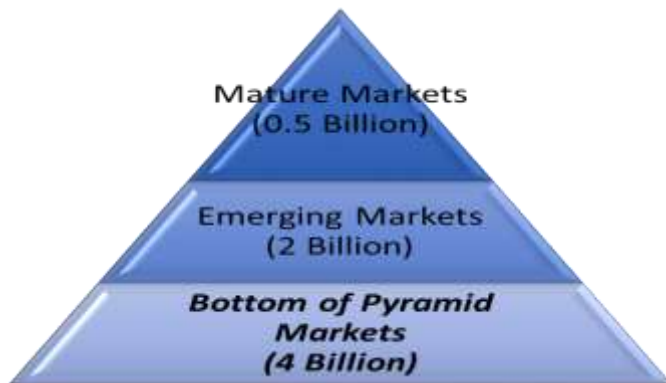 Mature Markets
(0.5 Billion)
Emerging Markets
(2 Billion)
Bottom of Pyramid
Markets
(4 Billion)